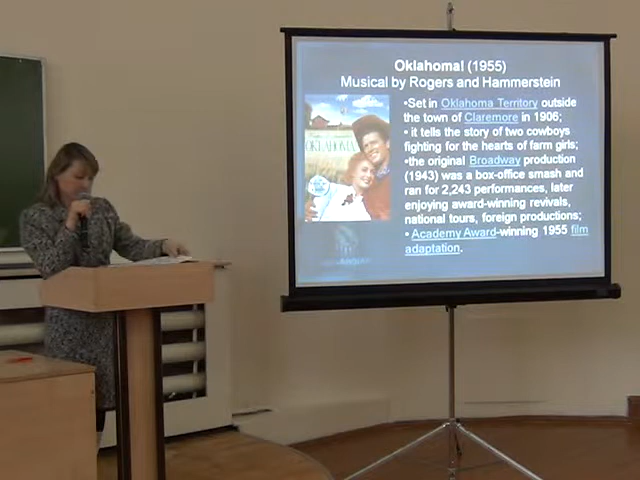 Oklahoma! (1955)
Musical by Rogers and Hammerstein
•Set in Oklahoma Territory outside
the town of Claremore in 1906;
• it tells the story of two cowboys
fighting for the hearts of farm girls;
•the original Broadway production
(1943) was a box-office smash and
ran for 2,243 performances, later
enjoying award-winning revivals,
national tours, foreign productions;
• Academy Award-winning 1955 film
adaptation.
OKLAHOMA!